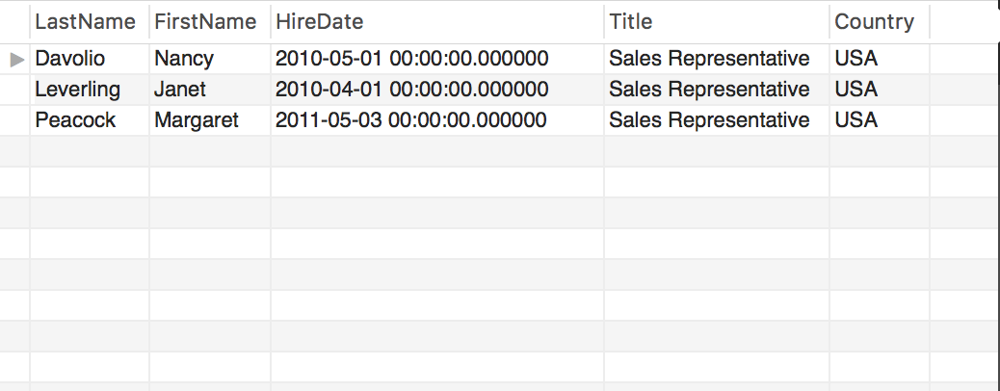 LastName FirstName HireDate Title Country
Davolio Nancy 2010-05-01 00:00:00.000000 Sales Representative USA
Leverling Janet 2010-04-01 00:00:00.000000 Sales Representative USA
Peacock Margaret 2011-05-03 00:00:00.000000 Sales Representative USA